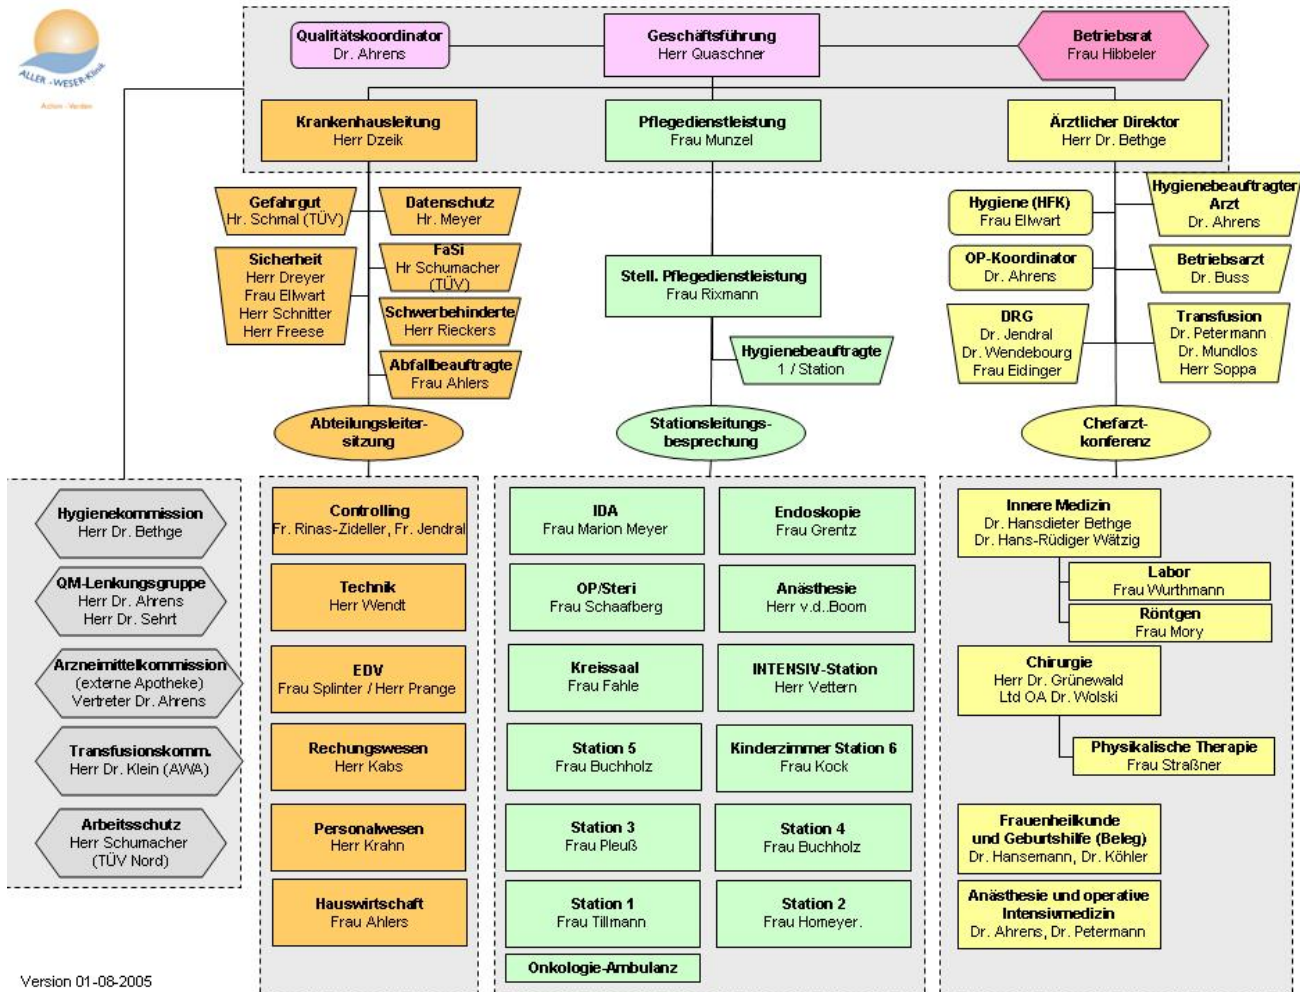 ALLER -WESER-Klinik
Achim - Verden
Qualitätskoordinator
Dr. Ahrens
Geschäftsführung
Herr Quaschner
Betriebsrat
Frau Hibbeler
Krankenhausleitung
Herr Dzeik
Pflegedienstleistung
Frau Munzel
Ärztlicher Direktor
Herr Dr. Bethge
Gefahrgut
Hr. Schmal (TÜV)
Datenschutz
Hr. Meyer
Sicherheit
Herr Dreyer
Frau Ellwart
Herr Schnitter
Herr Freese
FaSi
Hr Schumacher
(TÜV)
Schwerbehinderte
Herr Rieckers
Abfallbeauftragte
Frau Ahlers
Stell. Pflegedienstleistung
Frau Rixmann
Hygienebeauftragte
1 / Station
Hygiene (HFK)
Frau Ellwart
Hygienebeauftragter
Arzt
Dr. Ahrens
OP-Koordinator
Dr. Ahrens
Betriebsarzt
Dr. Buss
DRG
Dr. Jendral
Dr. Wendebourg
Frau Eidinger
Transfusion
Dr. Petermann
Dr. Mundlos
Herr Soppa
Abteilungsleiter-
sitzung
Stationsleitungs-
besprechung
Chefarzt-
konferenz
Hygienekommission
Herr Dr. Bethge
QM-Lenkungsgruppe
Herr Dr. Ahrens
Herr Dr. Sehrt
Arzneimittelkommission
(externe Apotheke)
Vertreter Dr. Ahrens
Transfusionskomm.
Herr Dr. Klein (AWA)
Arbeitsschutz
Herr Schumacher
(TÜV Nord)
Controlling
Fr. Rinas-Zideller, Fr. Jendral
Technik
Herr Wendt
EDV
Frau Splinter / Herr Prange
Rechungswesen
Herr Kabs
Personalwesen
Herr Krahn
Hauswirtschaft
Frau Ahlers
IDA
Frau Marion Meyer
Endoskopie
Frau Grentz
OP/Steri
Frau Schaafberg
Anästhesie
Herr v.d..Boom
Kreissaal
Frau Fahle
INTENSIV-Station
Herr Vettern
Station 5
Frau Buchholz
Kinderzimmer Station 6
Frau Kock
Station 3
Frau Pleuß
Station 4
Frau Buchholz
Station 1
Frau Tillmann
Station 2
Frau Homeyer.
Onkologie-Ambulanz
Innere Medizin
Dr. Hansdieter Bethge
Dr. Hans-Rüdiger Wätzig
Labor
Frau Wurthmann
Röntgen
Frau Mory
Chirurgie
Herr Dr. Grünewald
Ltd OA Dr. Wolski
Physikalische Therapie
Frau Straßner
Frauenheilkunde
und Geburtshilfe (Beleg)
Dr. Hansemann, Dr. Köhler
Anästhesie und operative
Intensivmedizin
Dr. Ahrens, Dr. Petermann
Version 01-08-2005